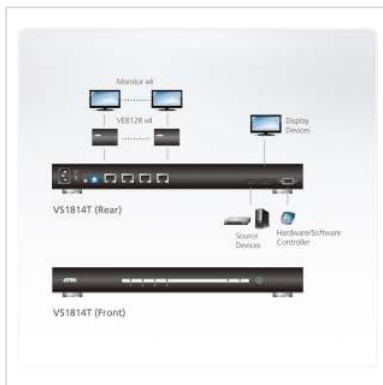 Monitor x4
VE812R x4
Display
Devices
VS1814T (Rear)
Source
Devices
Hardware/Software
Controller
ATEN
VS1814T (Front)